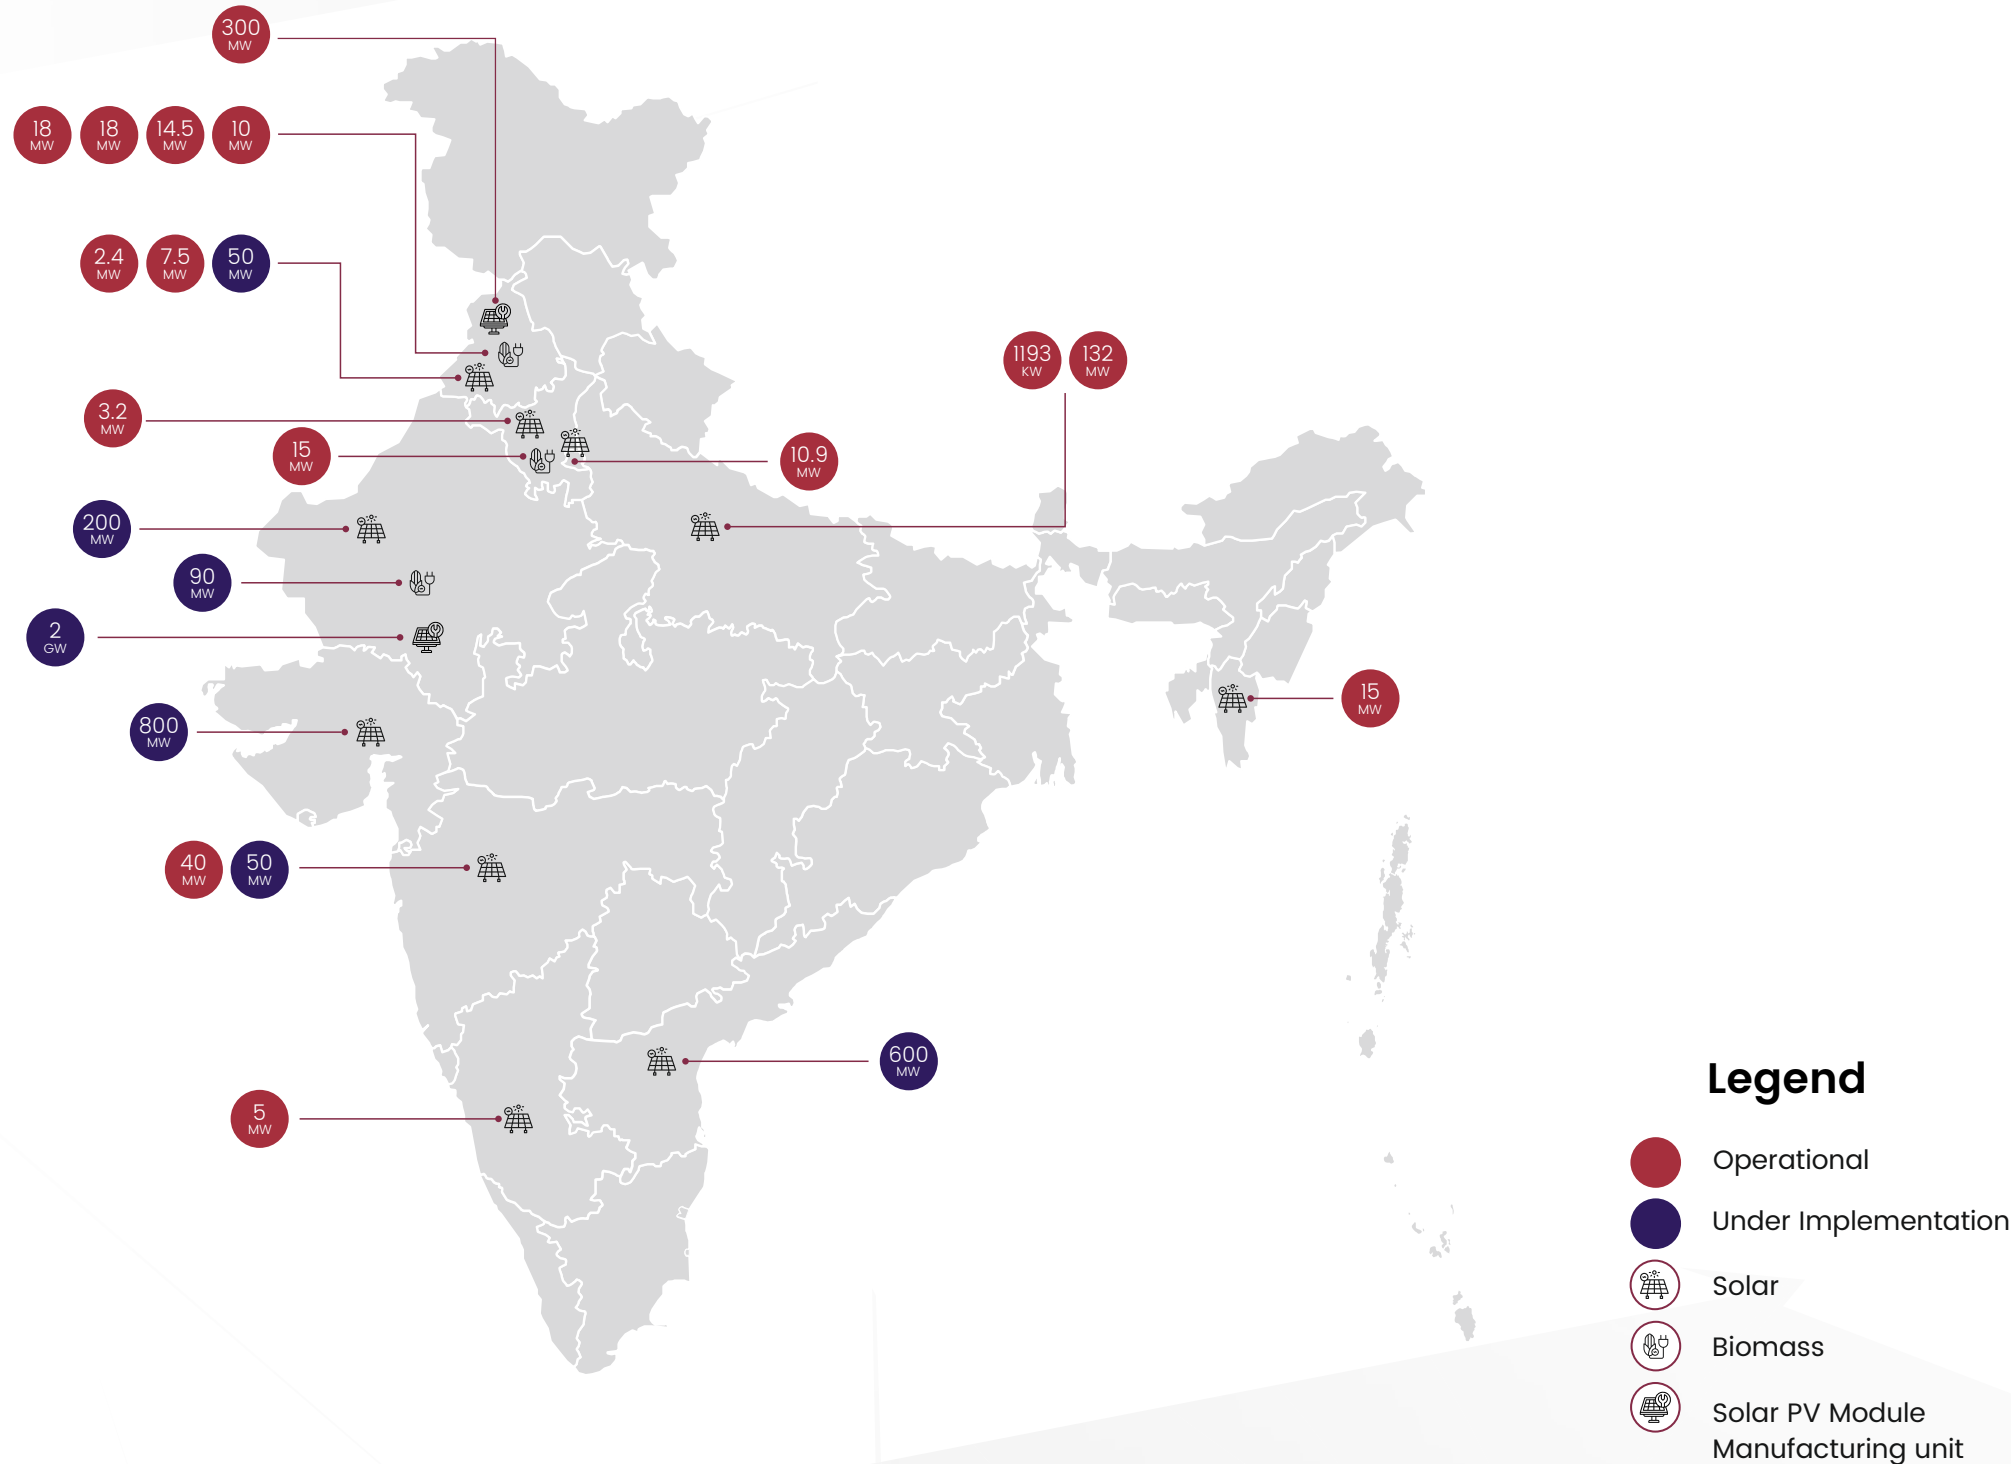 300
MW
18
MW
18
MW
14.5
MW
10
MW
2.4
MW
7.5
MW
50
MW
1193
KW
132
MW
3.2
MW
15
MW
10.9
MW
200
MW
90
MW
2
GW
15
MW
800
MW
40
MW
50
MW
600
MW
5
MW
Legend
Operational
Under Implementation
Solar
Biomass
Solar PV Module
Manufacturing unit